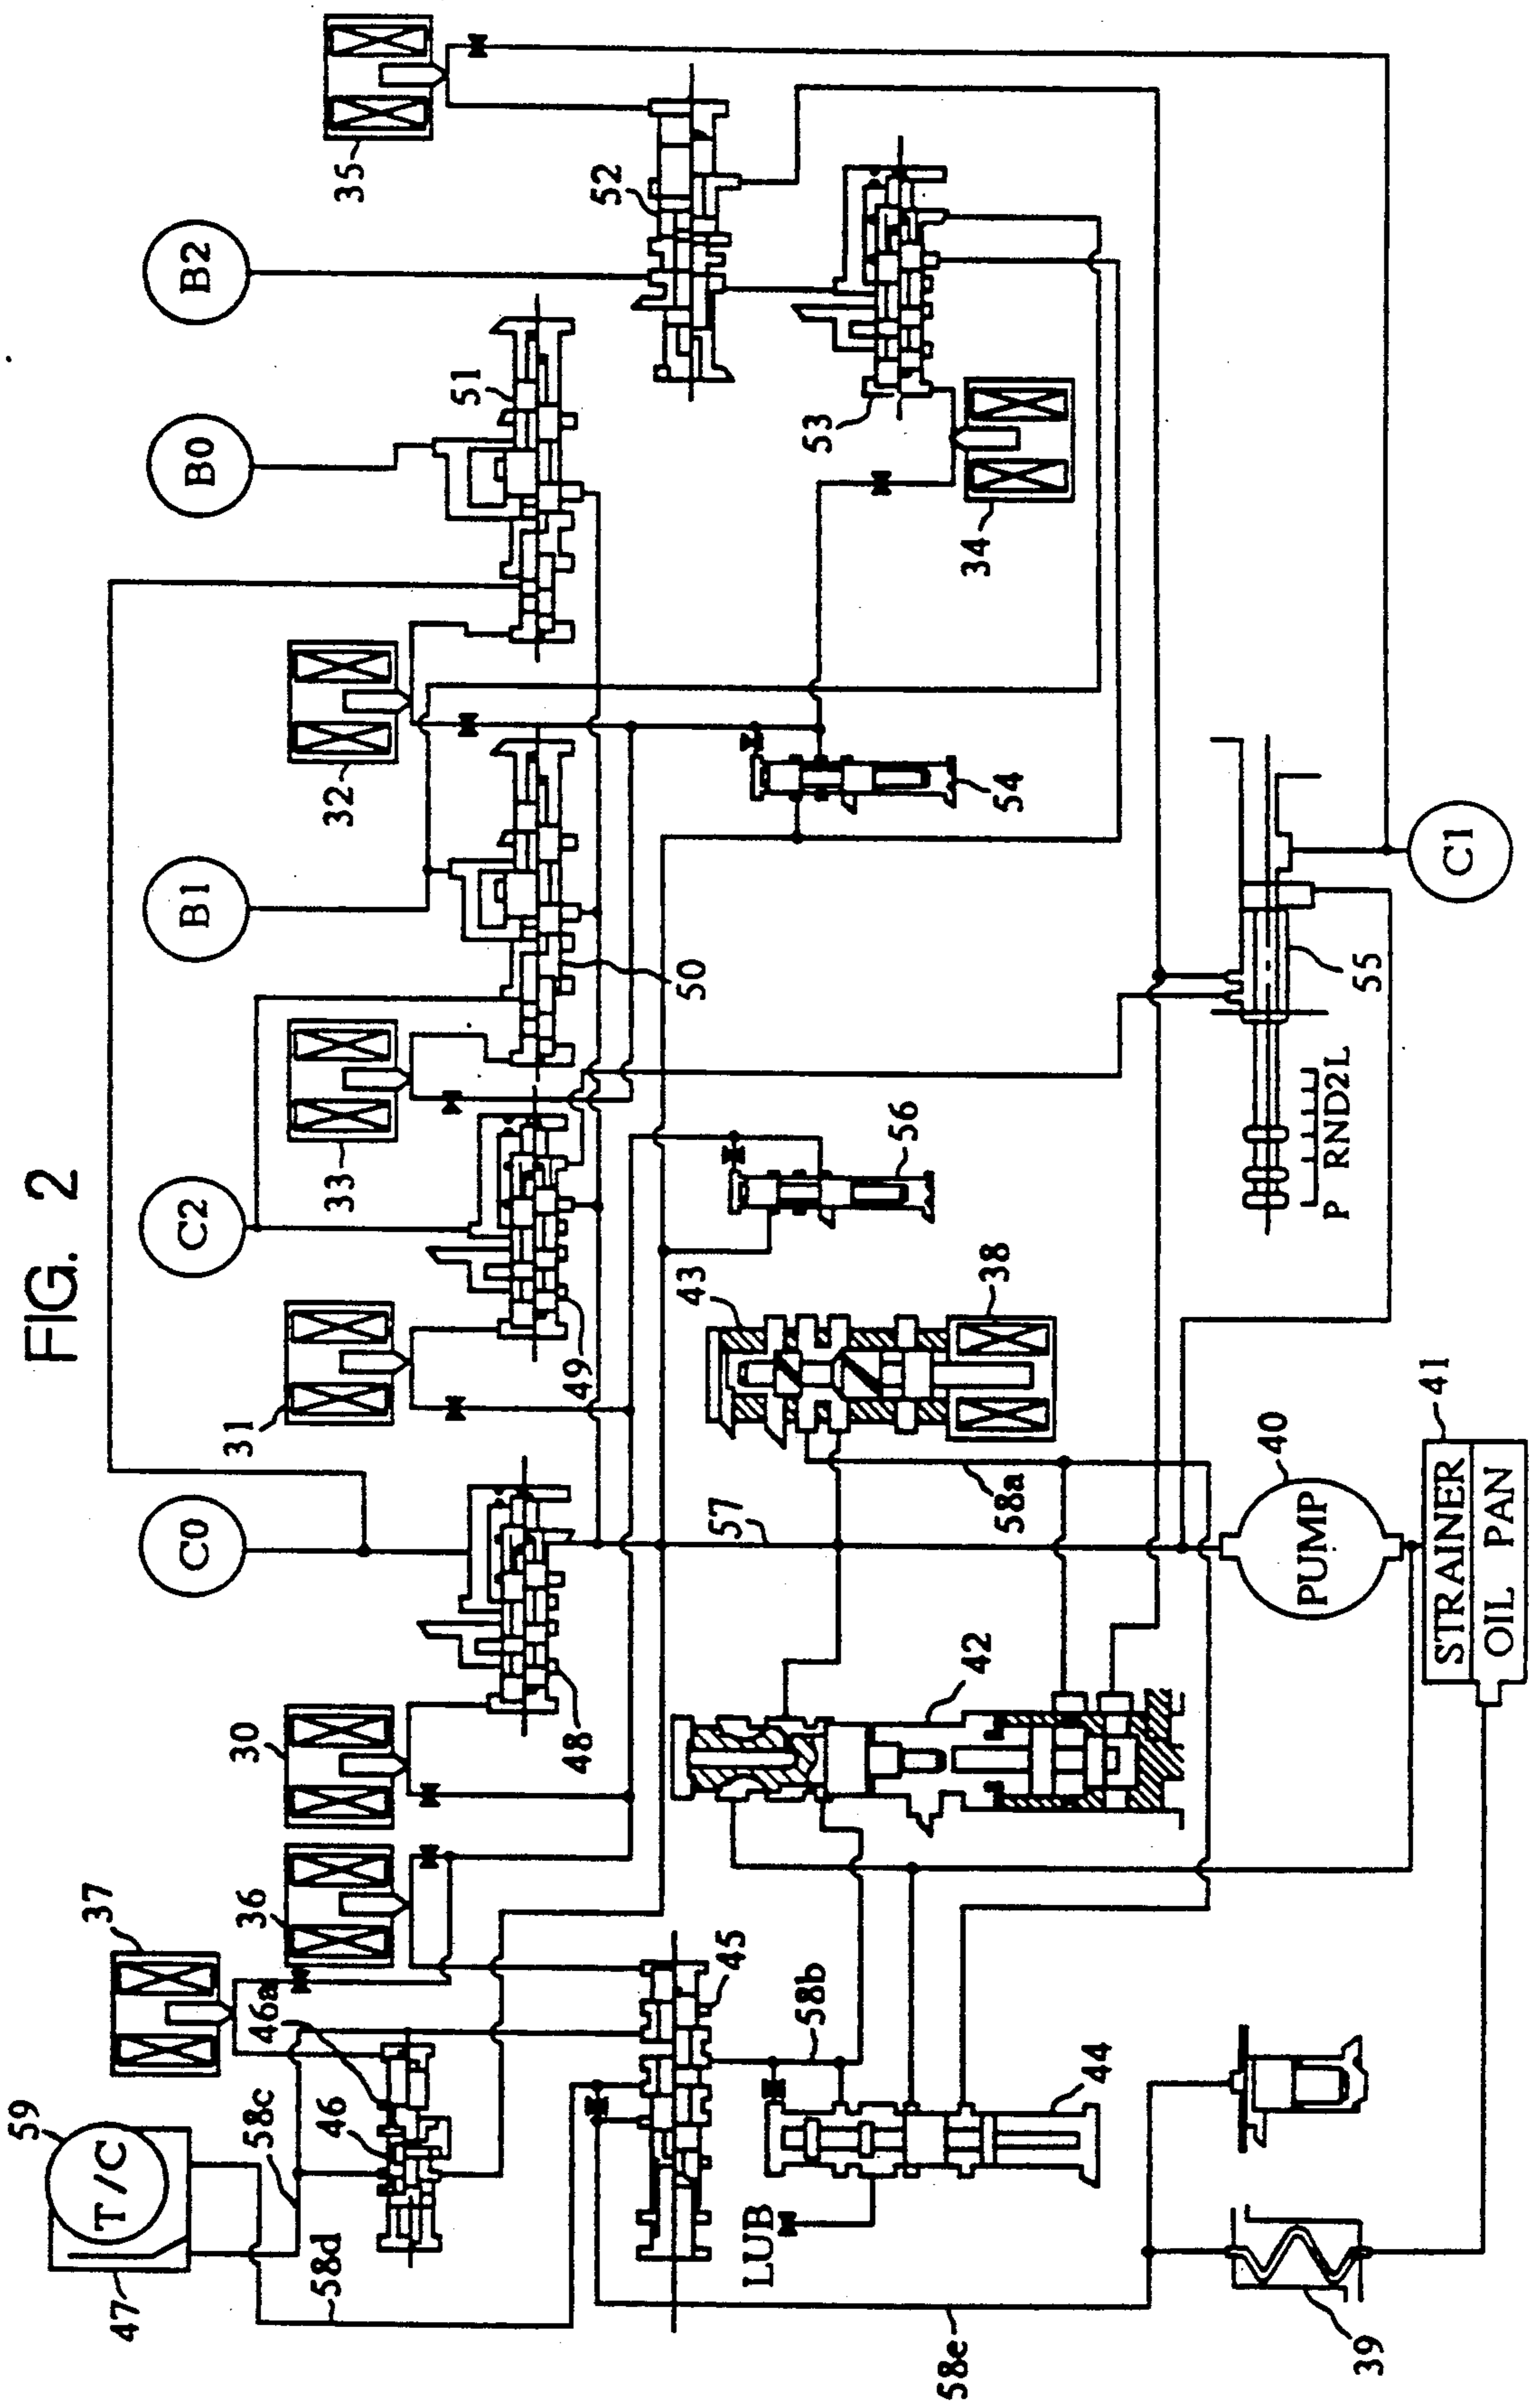 FIG. 2
37
59
T/C
47
58c
58d
46
46a
36
30
C0
31
C2
33
B1
32
B0
B2
35
48
49
50
51
52
53
34
54
56
43
38
57
58a
42
45
58b
44
LUB
58e
39
40
PUMP
41
STRAINER
OIL PAN
P RND2L
55
C1